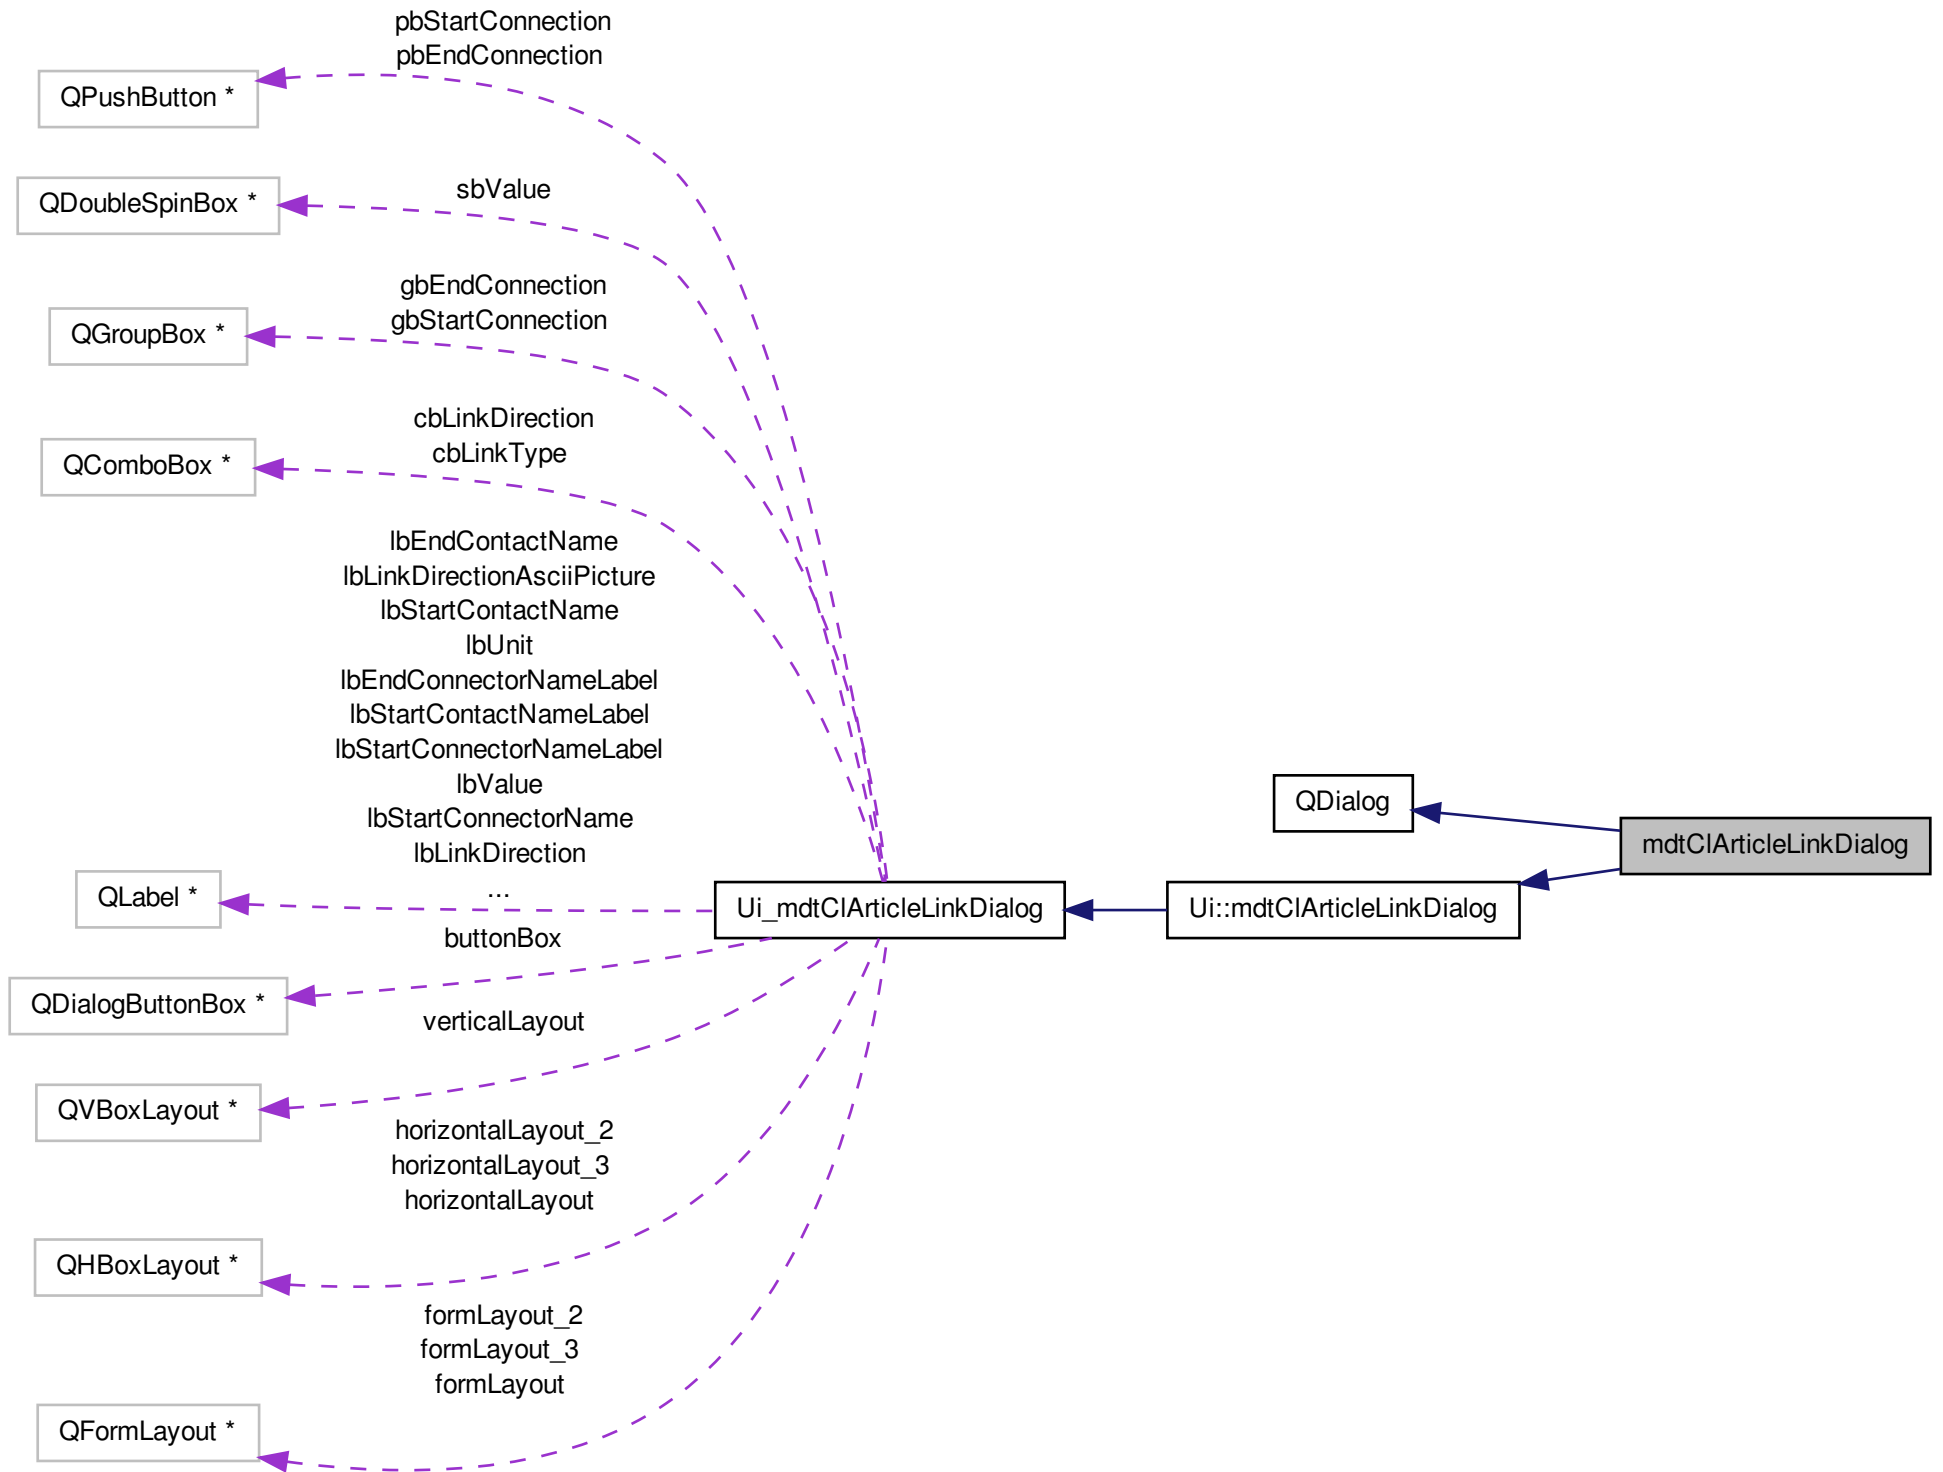 pbStartConnection
pbEndConnection
QPushButton *
sbValue
QDoubleSpinBox *
gbEndConnection
gbStartConnection
QGroupBox *
cbLinkDirection
cbLinkType
QComboBox *
lbEndContactName
lbLinkDirectionAsciiPicture
lbStartContactName
lbUnit
lbEndConnectorNameLabel
lbStartContactNameLabel
lbStartConnectorNameLabel
lbValue
lbStartConnectorName
lbLinkDirection
...
QLabel *
QDialog
mdtClArticleLinkDialog
Ui_mdtClArticleLinkDialog
Ui::mdtClArticleLinkDialog
buttonBox
QDialogButtonBox *
verticalLayout
QVBoxLayout *
horizontalLayout_2
horizontalLayout_3
horizontalLayout
QHBoxLayout *
formLayout_2
formLayout_3
formLayout
QFormLayout *